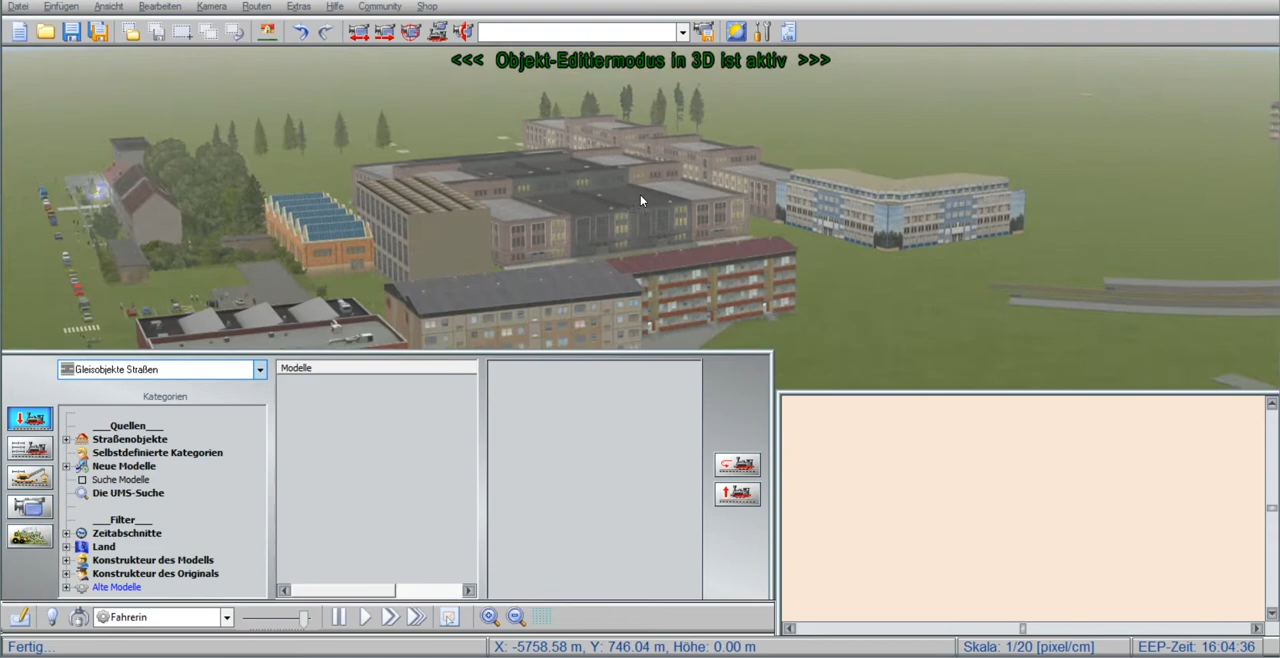 Datei Einfügen Ansicht Bearbeiten Kamera Routen Extras Hilfe Community Shop
<<< Objekt-Editiermodus in 3D ist aktiv >>>
Gleisobjekte Straßen
Kategorien
___Quellen___
Straßenobjekte
Selbstdefinierte Kategorien
Neue Modelle
Suche Modelle
Die UMS-Suche
___Filter___
Zeitabschnitte
Land
Konstrukteur des Modells
Konstrukteur des Originals
Alte Modelle
Modelle
Fahrerin
Fertig...
X: -5758.58 m, Y: 746.04 m, Höhe: 0.00 m
Skala: 1/20 [pixel/cm]
EEP-Zeit: 16:04:36